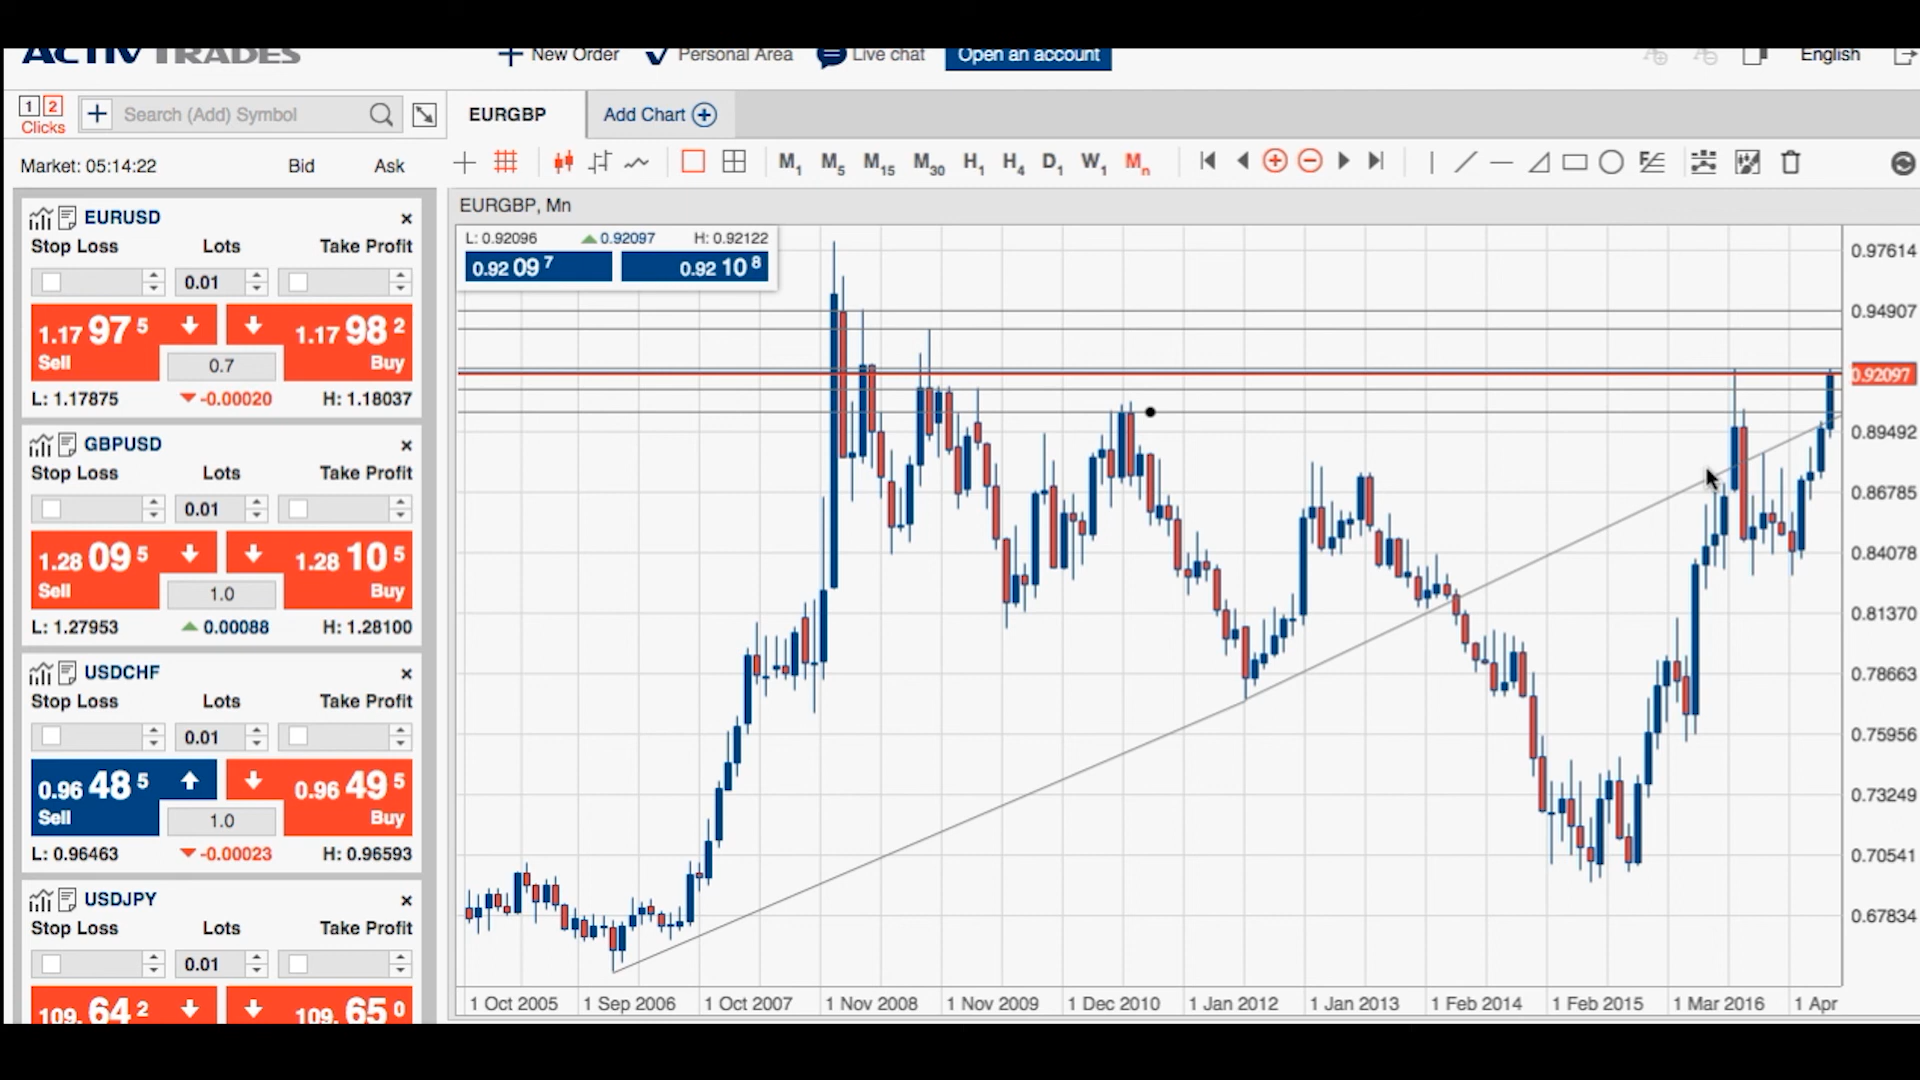 ACTIVTRADES
New Order Personal Area Live chat Open an account English
1 2 Clicks
Search (Add) Symbol
EURGBP
Add Chart
Market: 05:14:22 Bid Ask
M1 M5 M15 M30 H1 H4 D1 W1 Mn
EURUSD
Stop Loss Lots Take Profit
0.01
1.17 97 5 1.17 98 2
Sell 0.7 Buy
L: 1.17875 -0.00020 H: 1.18037
GBPUSD
Stop Loss Lots Take Profit
0.01
1.28 09 5 1.28 10 5
Sell 1.0 Buy
L: 1.27953 0.00088 H: 1.28100
USDCHF
Stop Loss Lots Take Profit
0.01
0.96 48 5 0.96 49 5
Sell 1.0 Buy
L: 0.96463 -0.00023 H: 0.96593
USDJPY
Stop Loss Lots Take Profit
0.01
109. 64 2 109. 65 0
EURGBP, Mn
L: 0.92096 0.92097 H: 0.92122
0.92 09 7 0.92 10 8
0.97614
0.94907
0.92097
0.89492
0.86785
0.84078
0.81370
0.78663
0.75956
0.73249
0.70541
0.67834
1 Oct 2005 1 Sep 2006 1 Oct 2007 1 Nov 2008 1 Nov 2009 1 Dec 2010 1 Jan 2012 1 Jan 2013 1 Feb 2014 1 Feb 2015 1 Mar 2016 1 Apr